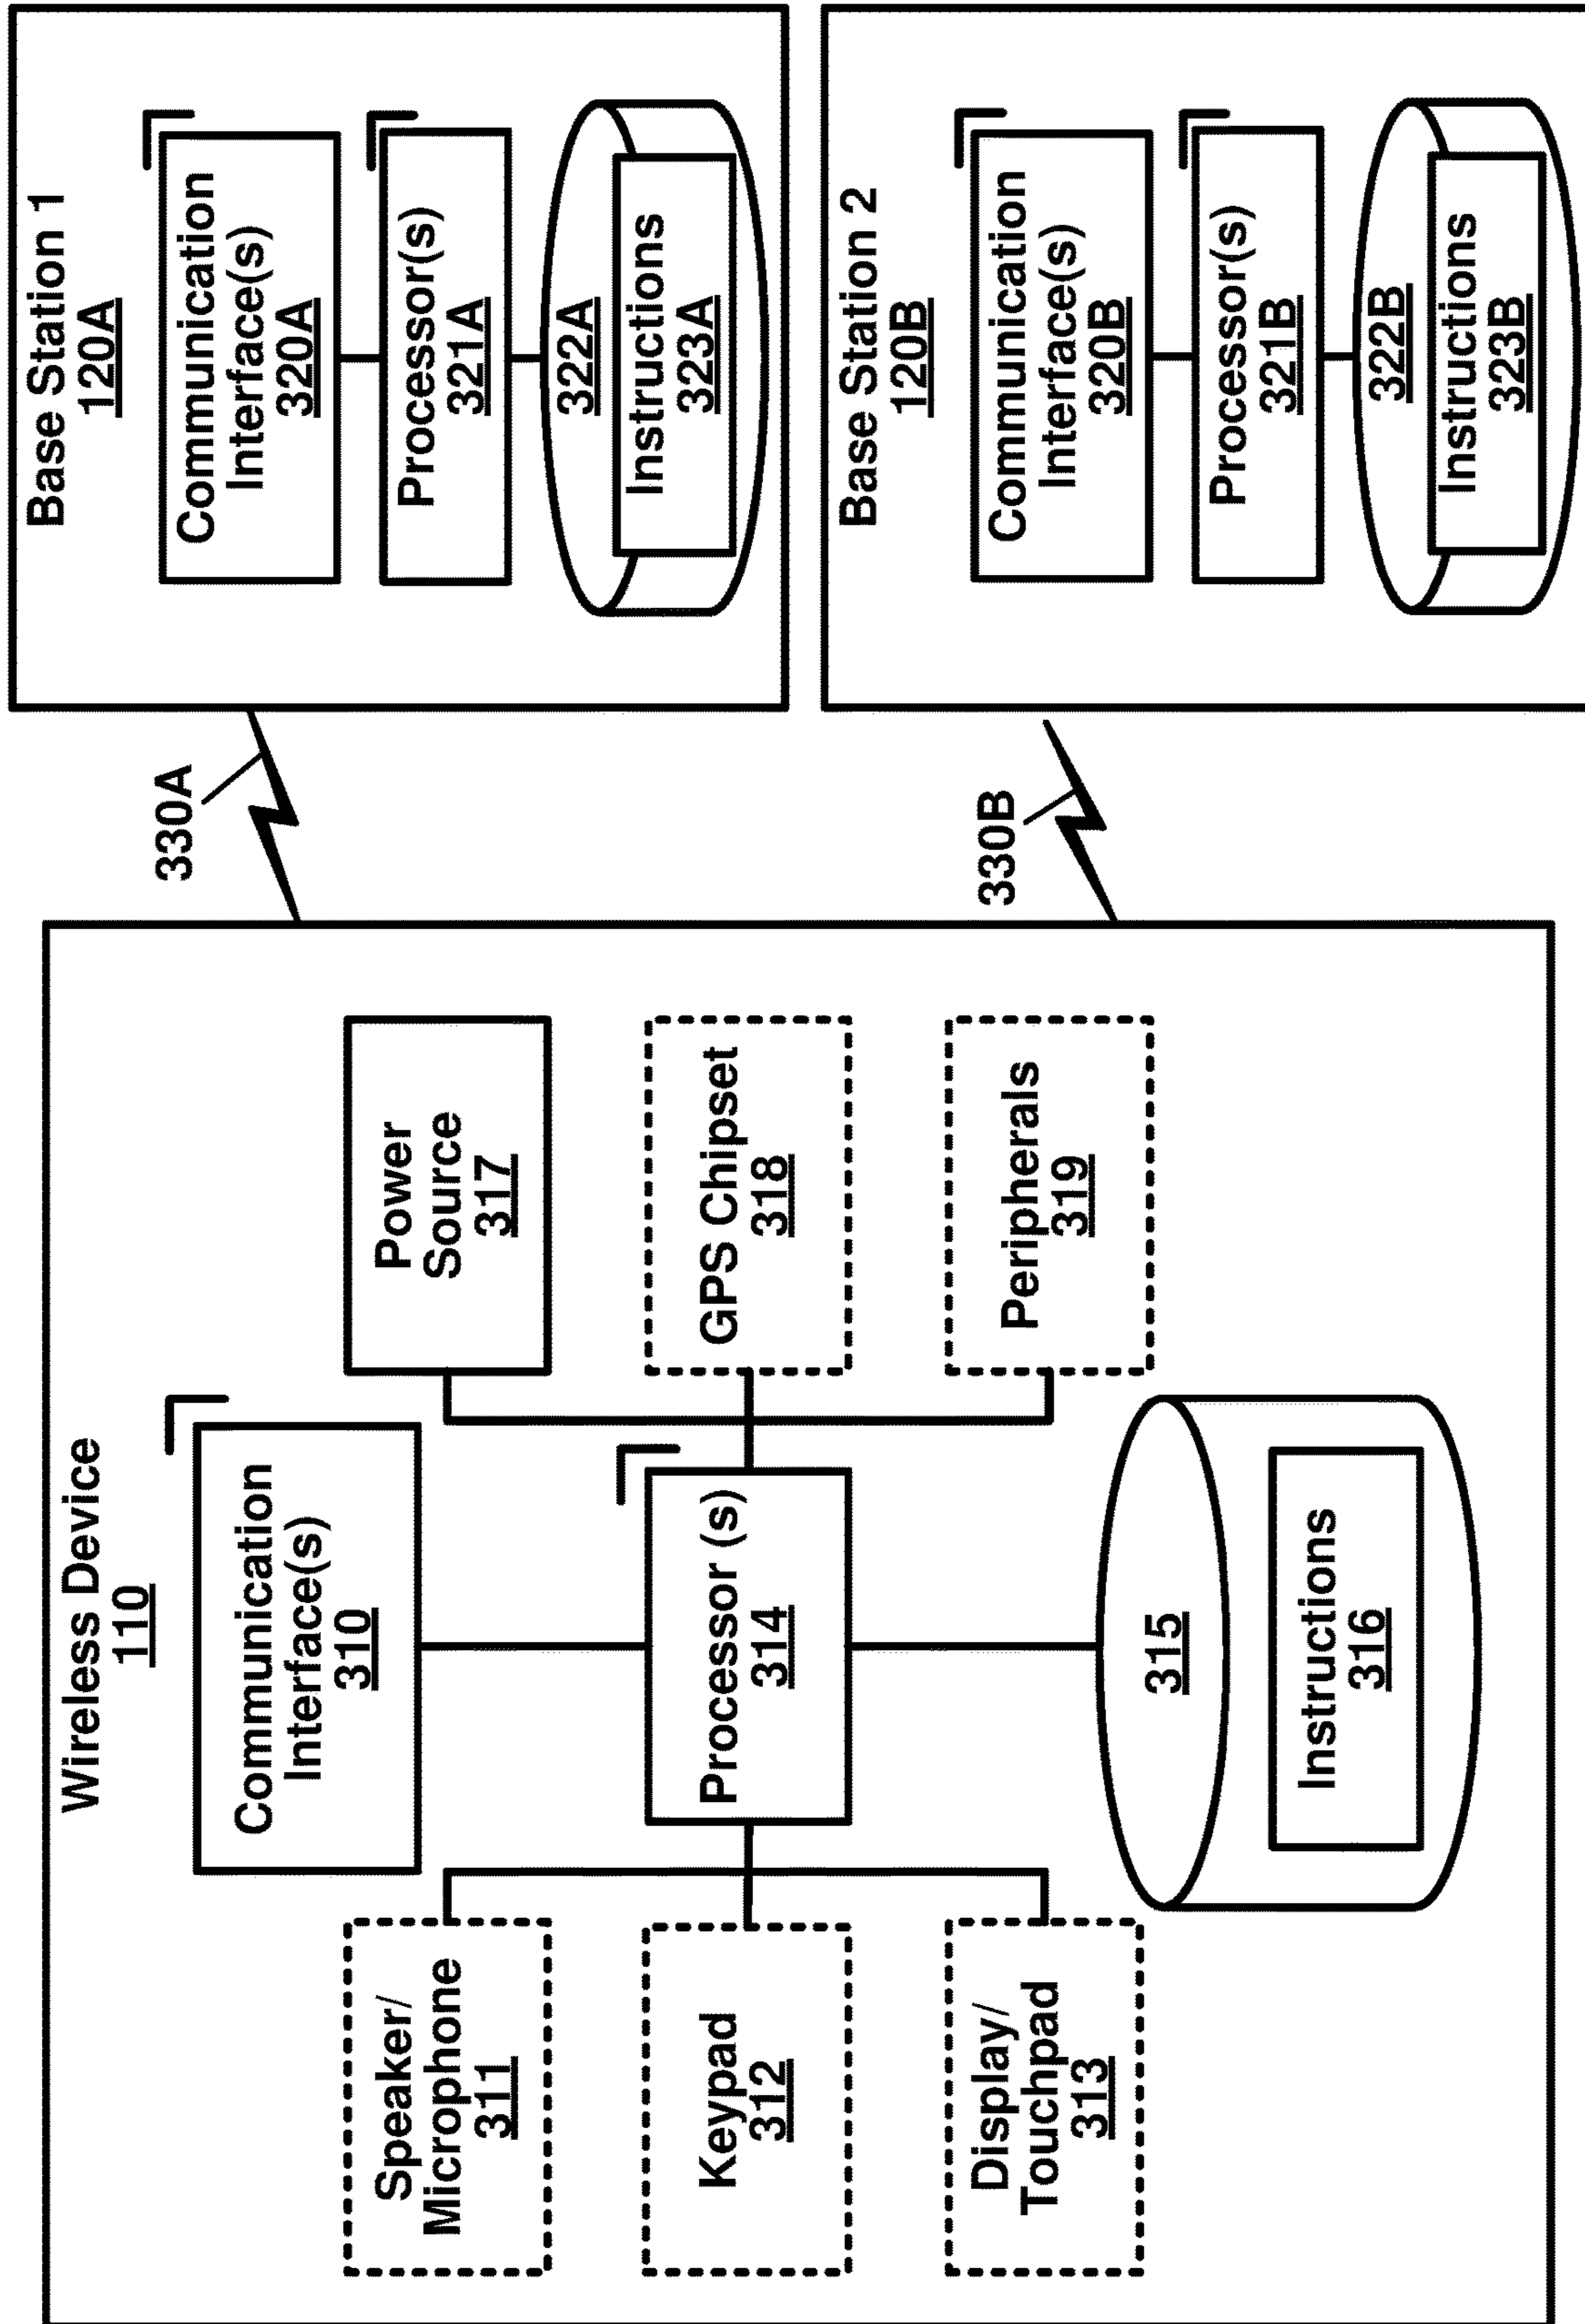 Wireless Device
110
Communication
Interface(s)
310
Speaker/
Microphone
311
Power
Source
317
Keypad
312
Processor (s)
314
GPS Chipset
318
Display/
Touchpad
313
Peripherals
319
315
Instructions
316
330A
330B
Base Station 1
120A
Communication
Interface(s)
320A
Processor(s)
321A
322A
Instructions
323A
Base Station 2
120B
Communication
Interface(s)
320B
Processor(s)
321B
322B
Instructions
323B